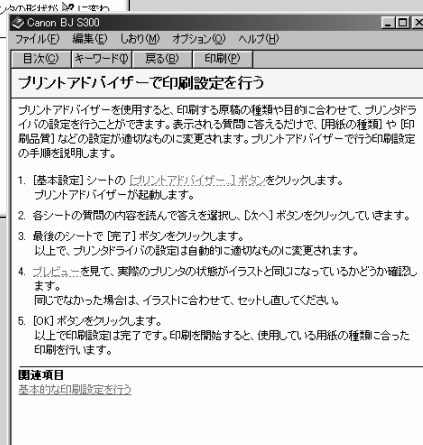 ンタの形状が に変わ
Canon BJ S300
ファイル(F) 編集(E) しおり(M) オプション(O) ヘルプ(H)
目次(C) キーワード(I) 戻る(B) 印刷(P)
プリントアドバイザーで印刷設定を行う
プリントアドバイザーを使用すると、印刷する原稿の種類や目的に合わせて、プリンタドラ
イバの設定を行うことができます。表示される質問に答えるだけで、[用紙の種類] や [印
刷品質] などの設定が適切なものに変更されます。プリントアドバイザーで行う印刷設定
の手順を説明します。
1. [基本設定] シートの [プリントアドバイザー...] ボタンをクリックします。
プリントアドバイザーが起動します。
2. 各シートの質問の内容を読んで答えを選択し、[次へ] ボタンをクリックしていきます。
3. 最後のシートで [完了] ボタンをクリックします。
以上で、プリンタドライバの設定は自動的に適切なものに変更されます。
4. プレビューを見て、実際のプリンタの状態がイラストと同じになっているかどうか確認し
ます。
同じでなかった場合は、イラストに合わせて、セットし直してください。
5. [OK] ボタンをクリックします。
以上で印刷設定は完了です。印刷を開始すると、使用している用紙の種類に合った
印刷を行います。
関連項目
基本的な印刷設定を行う